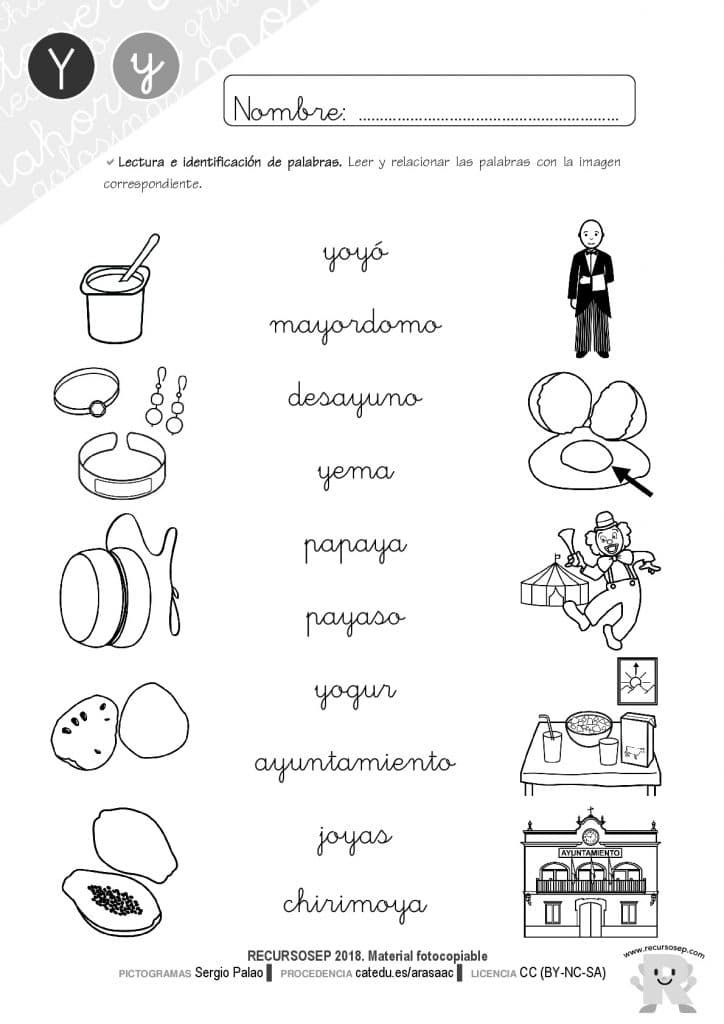 Y y
Nombre: ......................................................
Lectura e identificación de palabras. Leer y relacionar las palabras con la imagen
correspondiente.
yoyó
mayordomo
desayuno
yema
papaya
payaso
yogur
ayuntamiento
joyas
chirimoya
AYUNTAMIENTO
RECURSOSEP 2018. Material fotocopiable
PICTOGRAMAS Sergio Palao PROCEDENCIA catedu.es/arasaac LICENCIA CC (BY-NC-SA)
www.recursosep.com
R